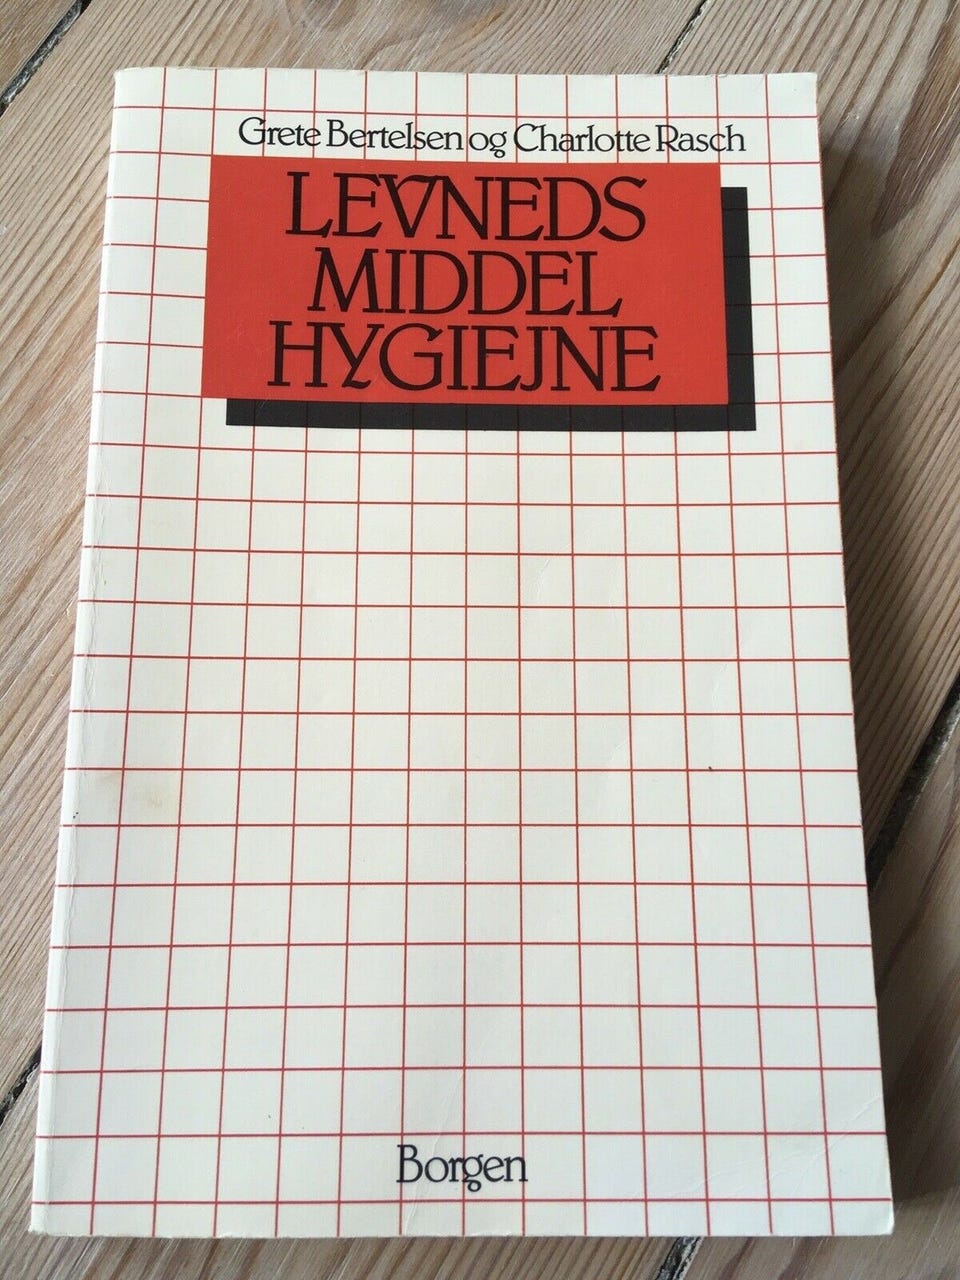 Grete Bertelsen og Charlotte Rasch
LEVNEDS
MIDDEL
HYGIEJNE
Borgen